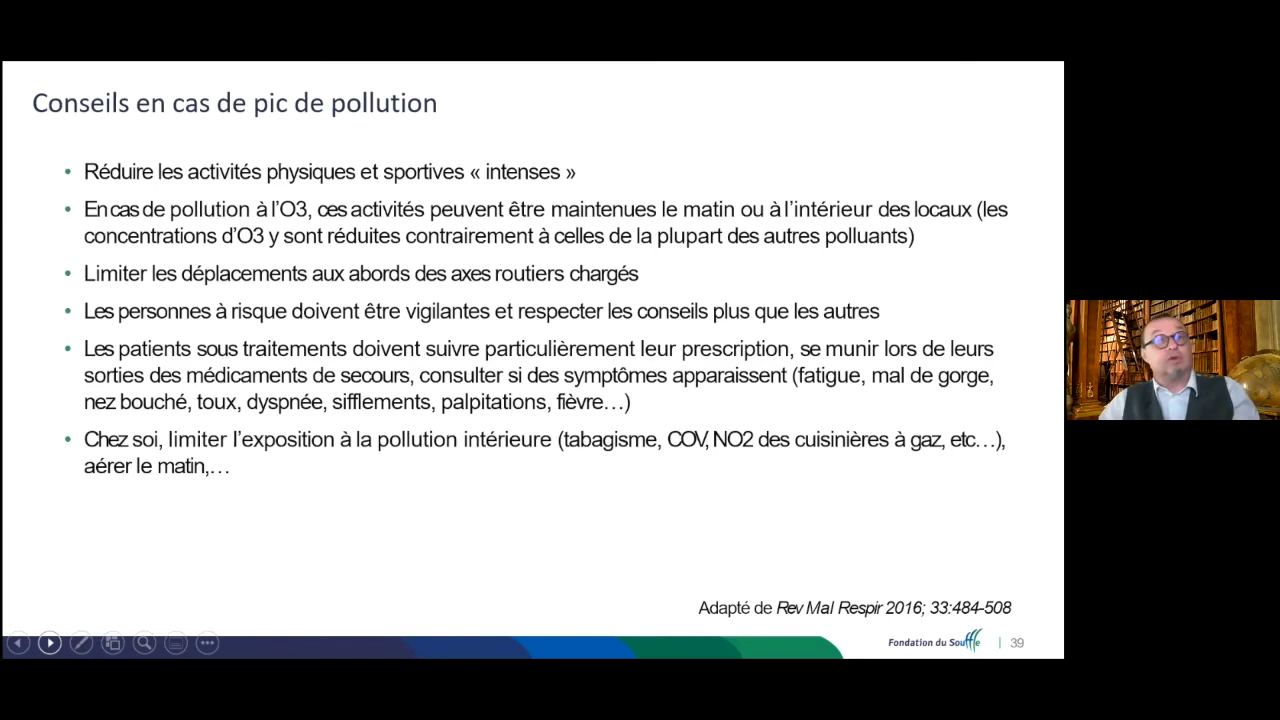 Conseils en cas de pic de pollution
• Réduire les activités physiques et sportives « intenses »
• En cas de pollution à l’O3, ces activités peuvent être maintenues le matin ou à l’intérieur des locaux (les
concentrations d’O3 y sont réduites contrairement à celles de la plupart des autres polluants)
• Limiter les déplacements aux abords des axes routiers chargés
• Les personnes à risque doivent être vigilantes et respecter les conseils plus que les autres
• Les patients sous traitements doivent suivre particulièrement leur prescription, se munir lors de leurs
sorties des médicaments de secours, consulter si des symptômes apparaissent (fatigue, mal de gorge,
nez bouché, toux, dyspnée, sifflements, palpitations, fièvre…)
• Chez soi, limiter l’exposition à la pollution intérieure (tabagisme, COV, NO2 des cuisinières à gaz, etc…),
aérer le matin,…
Adapté de Rev Mal Respir 2016; 33:484-508
Fondation du Souffle | 39